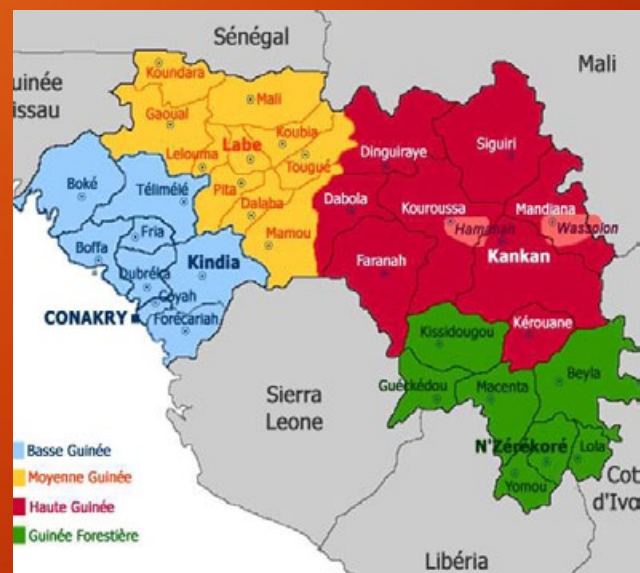 Sénégal
Mali
uinée
issau
Koundara
Mali
Gaoual
Koubia
Labe
Lelouma
Tougué
Pita
Dalaba
Mamou
Dinguiraye
Siguiri
Dabola
Kouroussa
Hamanan
Mandiana
Wassolon
Kankan
Faranah
Kérouane
Boké
Télimélé
Fria
Boffa
Kindia
Dubréka
Coyah
CONAKRY
Forécariah
Kissidougou
Guéckédou
Macenta
Beyla
N'Zérékoré
Lola
Yomou
Sierra
Leone
Cot
d'Ivo
Libéria
Basse Guinée
Moyenne Guinée
Haute Guinée
Guinée Forestière